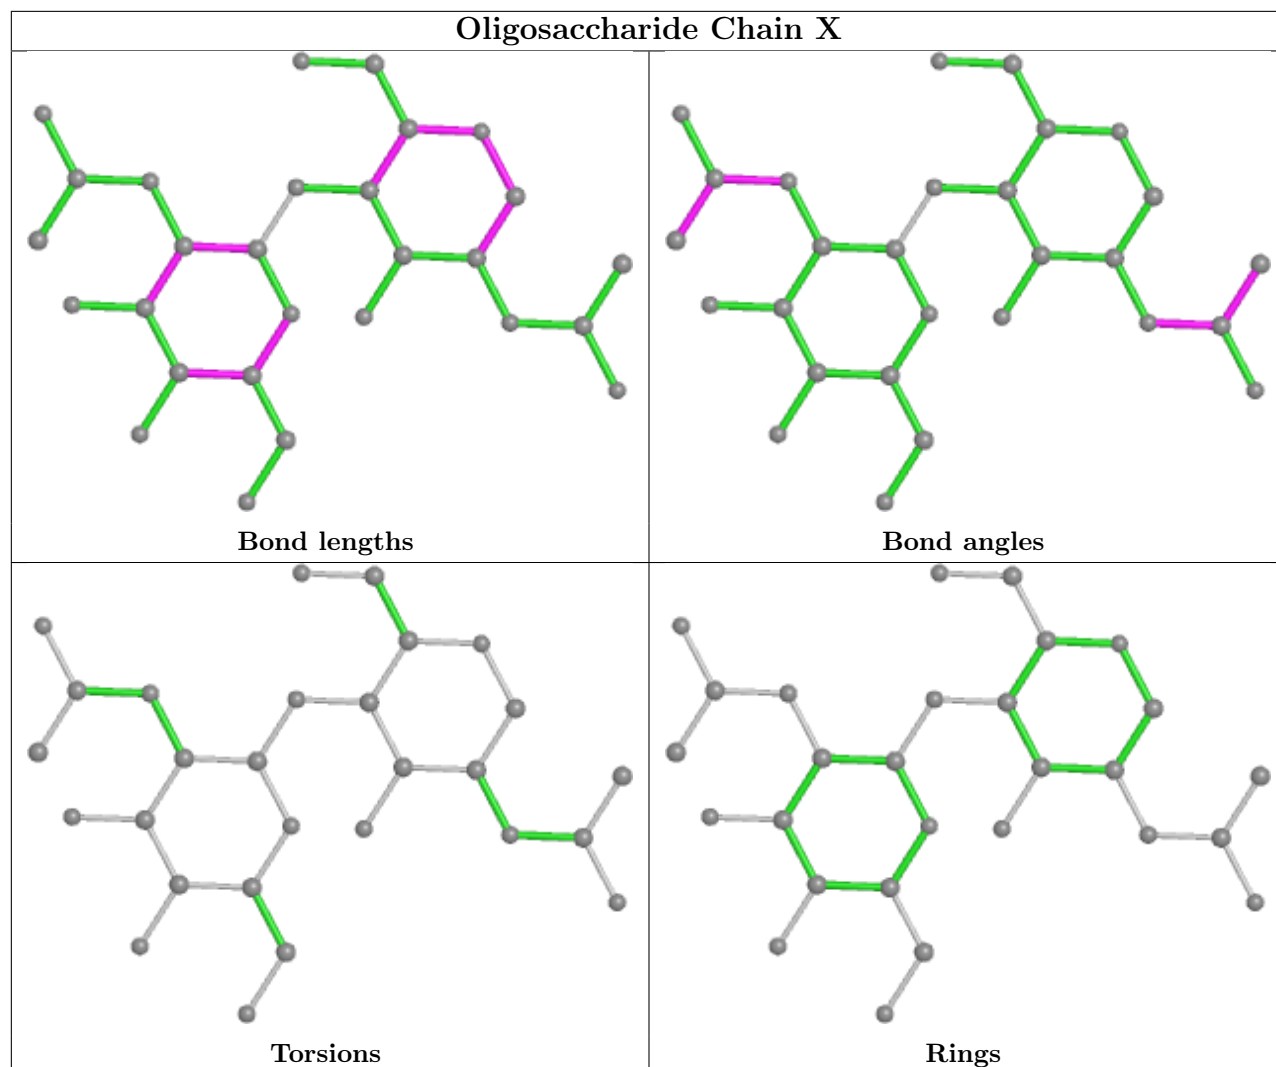 Oligosaccharide Chain X
Bond lengths
Bond angles
Torsions
Rings